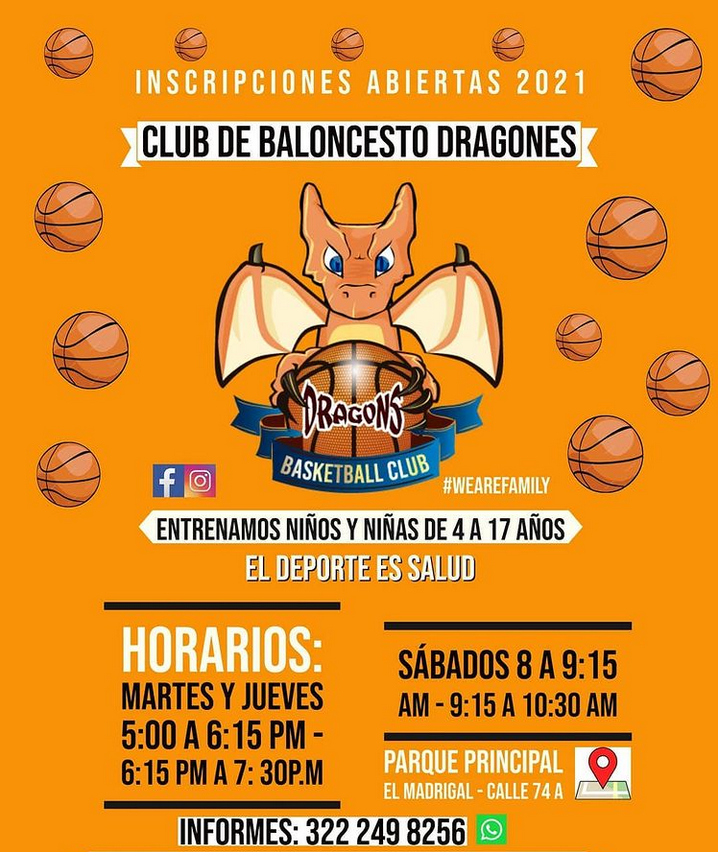 INSCRIPCIONES ABIERTAS 2021
CLUB DE BALONCESTO DRAGONES
DRAGONS
BASKETBALL CLUB
#WEAREFAMILY
ENTRENAMOS NIÑOS Y NIÑAS DE 4 A 17 AÑOS
EL DEPORTE ES SALUD
HORARIOS:
MARTES Y JUEVES
5:00 A 6:15 PM -
6:15 PM A 7: 30P.M
SÁBADOS 8 A 9:15
AM - 9:15 A 10:30 AM
PARQUE PRINCIPAL
EL MADRIGAL - CALLE 74 A
INFORMES: 322 249 8256